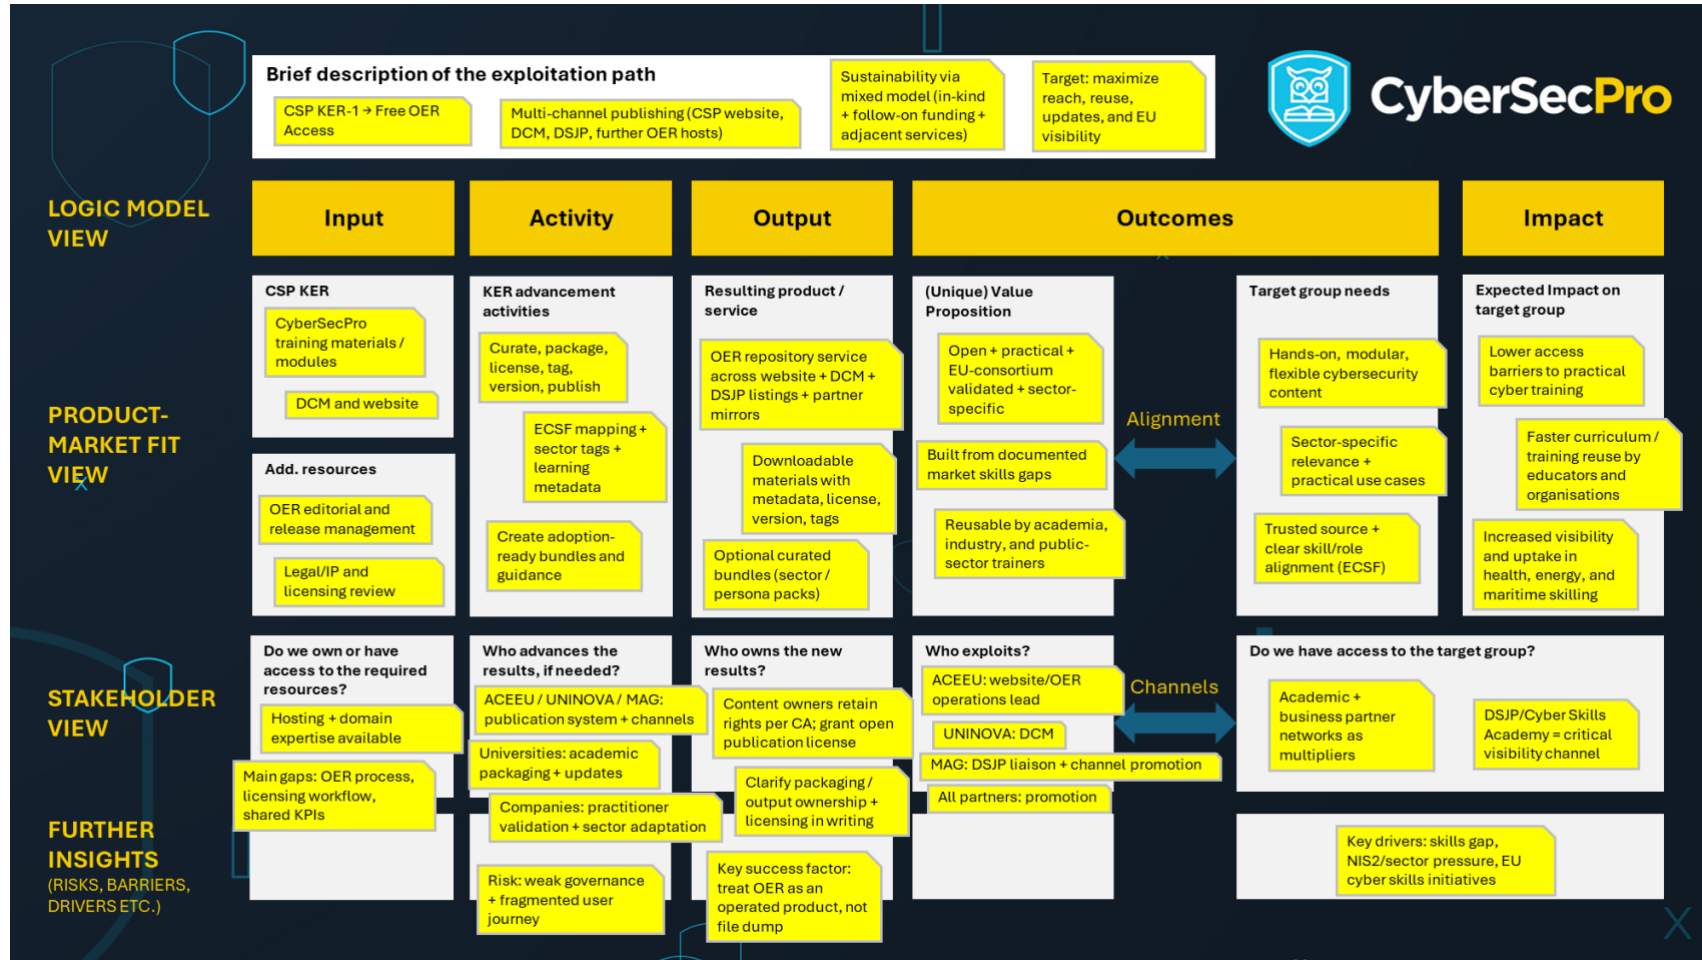 Brief description of the exploitation path
CSP KER-1 → Free OER
Access
Multi-channel publishing (CSP website,
DCM, DSJP, further OER hosts)
Sustainability via
mixed model (in-kind
+ follow-on funding +
adjacent services)
Target: maximize
reach, reuse,
updates, and EU
visibility
CyberSecPro
LOGIC MODEL
VIEW
Input
Activity
Output
Outcomes
Impact
PRODUCT-
MARKET FIT
VIEW
CSP KER
CyberSecPro
training materials /
modules
DCM and website
Add. resources
OER editorial and
release management
Legal/IP and
licensing review
KER advancement
activities
Curate, package,
license, tag,
version, publish
ECSF mapping +
sector tags +
learning
metadata
Create adoption-
ready bundles and
guidance
Resulting product /
service
OER repository service
across website + DCM +
DSJP listings + partner
mirrors
Downloadable
materials with
metadata, license,
version, tags
Optional curated
bundles (sector /
persona packs)
(Unique) Value
Proposition
Open + practical +
EU-consortium
validated + sector-
specific
Built from documented
market skills gaps
Reusable by academia,
industry, and public-
sector trainers
Alignment
Target group needs
Hands-on, modular,
flexible cybersecurity
content
Sector-specific
relevance +
practical use cases
Trusted source +
clear skill/role
alignment (ECSF)
Expected Impact on
target group
Lower access
barriers to practical
cyber training
Faster curriculum /
training reuse by
educators and
organisations
Increased visibility
and uptake in
health, energy, and
maritime skilling
STAKEHOLDER
VIEW
Do we own or have
access to the required
resources?
Hosting + domain
expertise available
Main gaps: OER process,
licensing workflow,
shared KPIs
Who advances the
results, if needed?
ACEEU / UNINOVA / MAG:
publication system + channels
Universities: academic
packaging + updates
Companies: practitioner
validation + sector adaptation
Who owns the new
results?
Content owners retain
rights per CA; grant open
publication license
Clarify packaging /
output ownership +
licensing in writing
Who exploits?
ACEEU: website/OER
operations lead
UNINOVA: DCM
MAG: DSJP liaison + channel promotion
All partners: promotion
Channels
Do we have access to the target group?
Academic +
business partner
networks as
multipliers
DSJP/Cyber Skills
Academy = critical
visibility channel
FURTHER
INSIGHTS
(RISKS, BARRIERS,
DRIVERS ETC.)
Risk: weak governance
+ fragmented user
journey
Key success factor:
treat OER as an
operated product, not
file dump
Key drivers: skills gap,
NIS2/sector pressure, EU
cyber skills initiatives